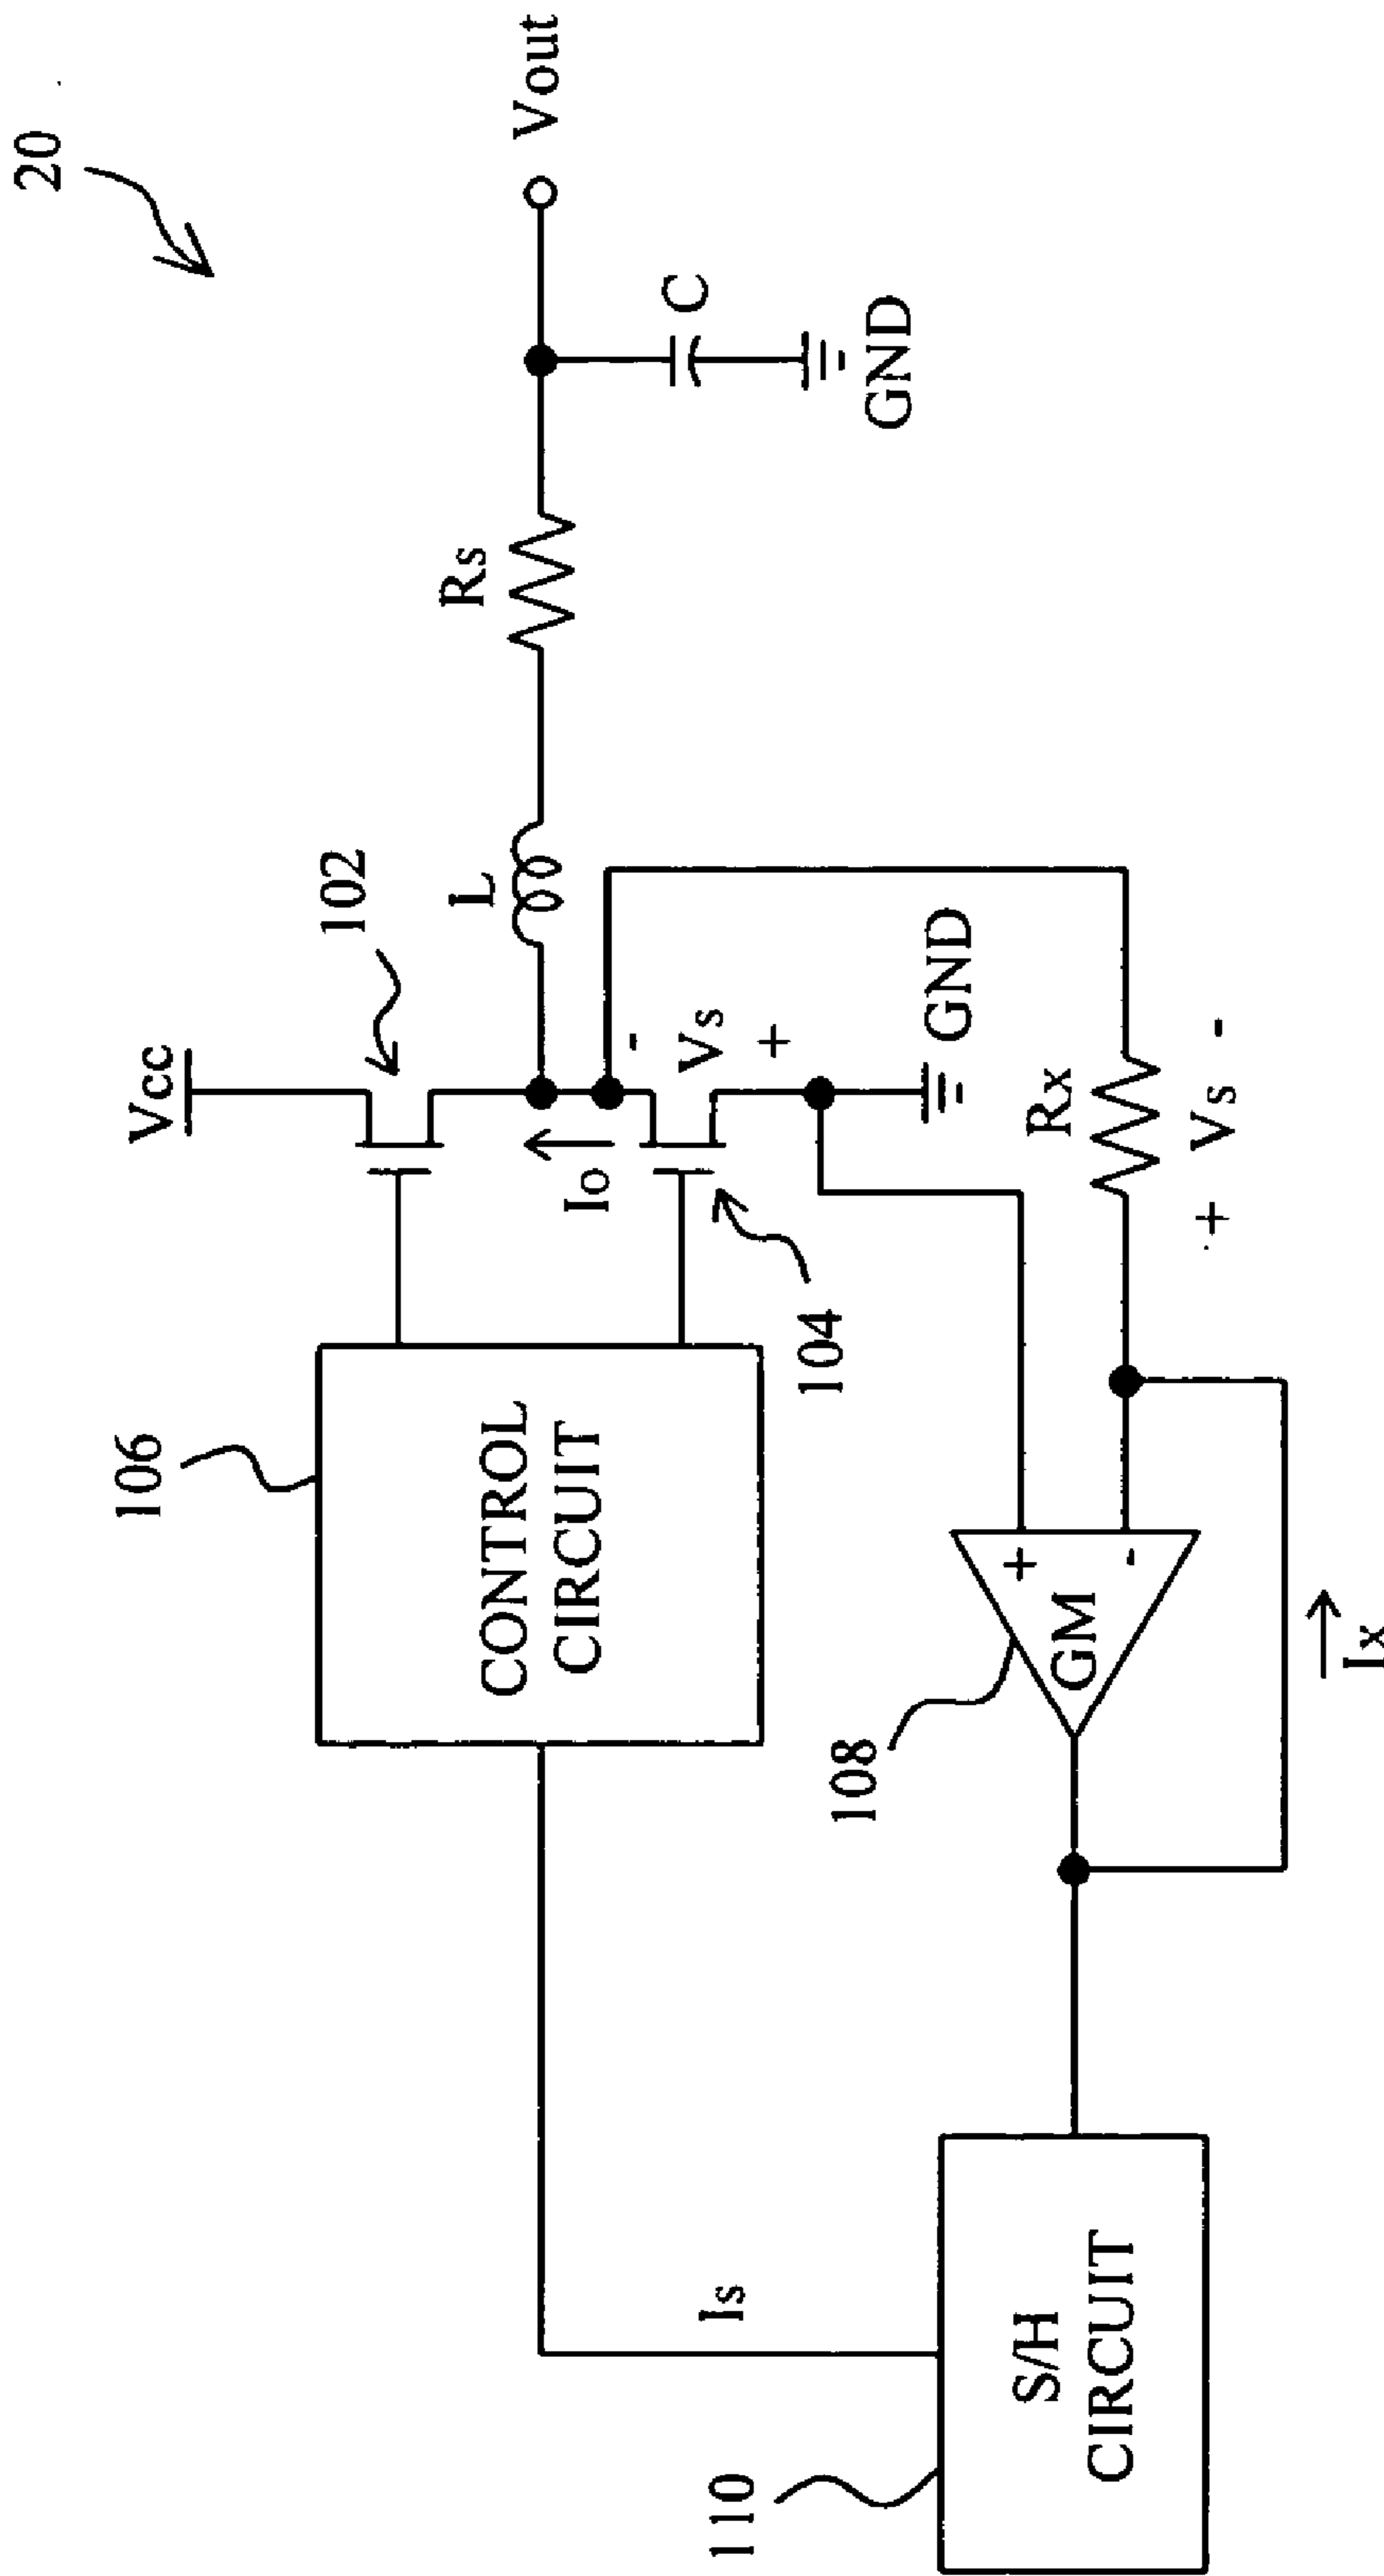 20
Vcc
102
106
CONTROL
CIRCUIT
Io
L
Rs
Vout
C
GND
-
Vs
+
104
GND
Is
108
GM
+
-
Rx
+ Vs -
Ix
110
S/H
CIRCUIT